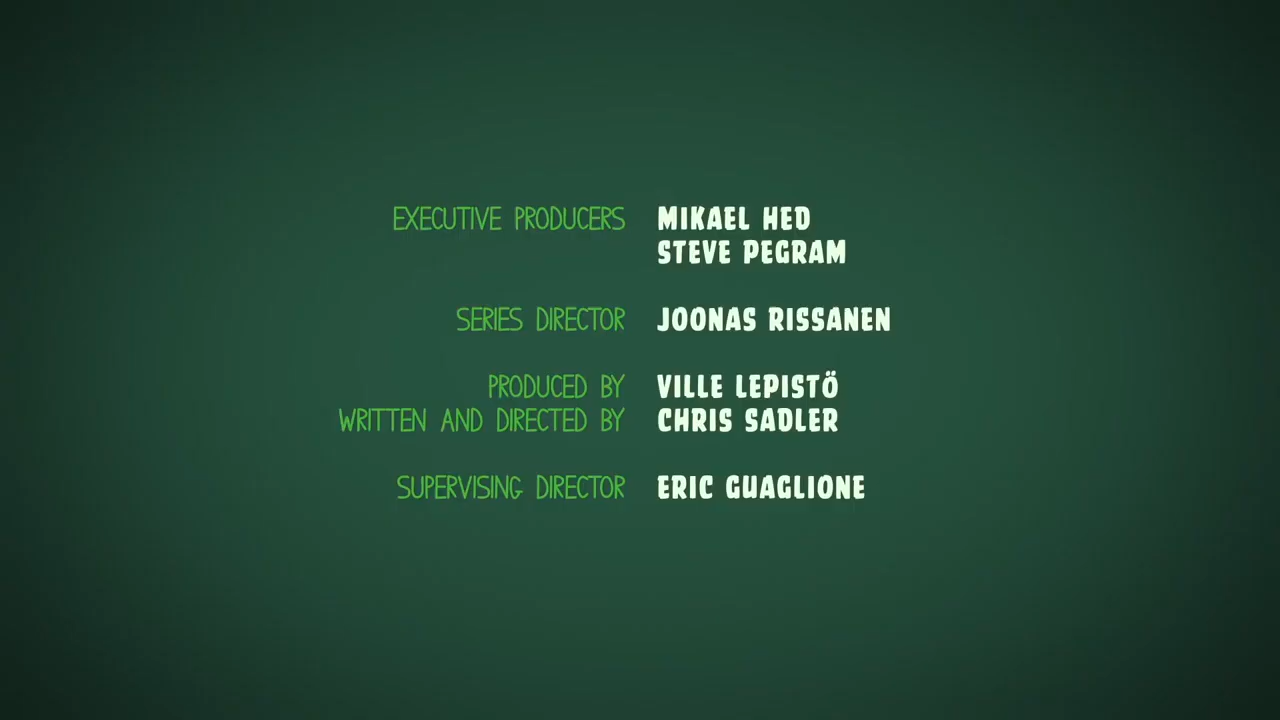 EXECUTIVE PRODUCERS MIKAEL HED
STEVE PEGRAM
SERIES DIRECTOR JOONAS RISSANEN
PRODUCED BY VILLE LEPISTÖ
WRITTEN AND DIRECTED BY CHRIS SADLER
SUPERVISING DIRECTOR ERIC GUAGLIONE